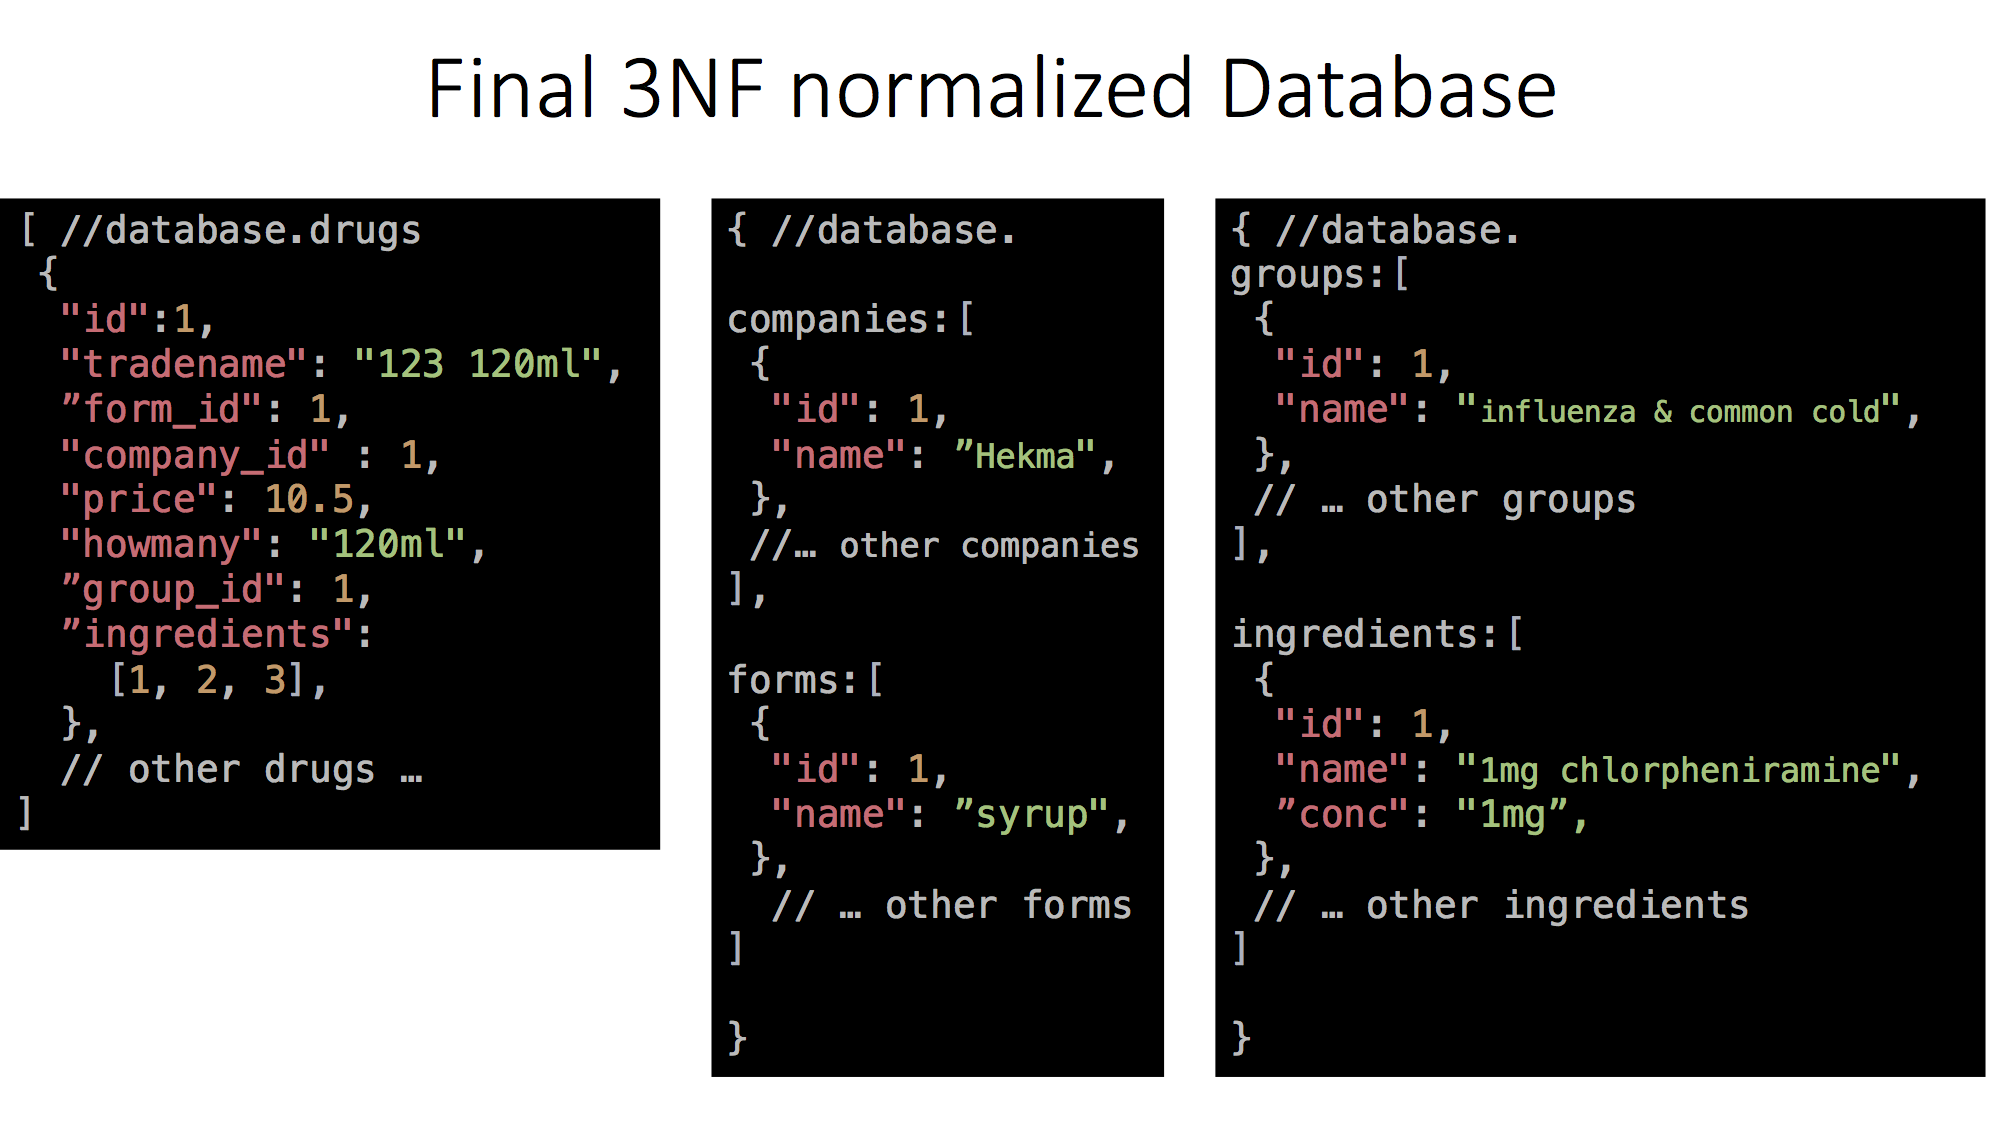 Final 3NF normalized Database
[ //database.drugs
{
"id":1,
"tradename": "123 120ml",
”form_id": 1,
"company_id" : 1,
"price": 10.5,
"howmany": "120ml",
”group_id": 1,
”ingredients":
[1, 2, 3],
},
// other drugs …
]
{ //database.
companies:[
{
"id": 1,
"name": ”Hekma",
},
//… other companies
],
forms:[
{
"id": 1,
"name": ”syrup",
},
// … other forms
]
}
{ //database.
groups:[
{
"id": 1,
"name": "influenza & common cold",
},
// … other groups
],
ingredients:[
{
"id": 1,
"name": "1mg chlorpheniramine",
”conc": "1mg”,
},
// … other ingredients
]
}